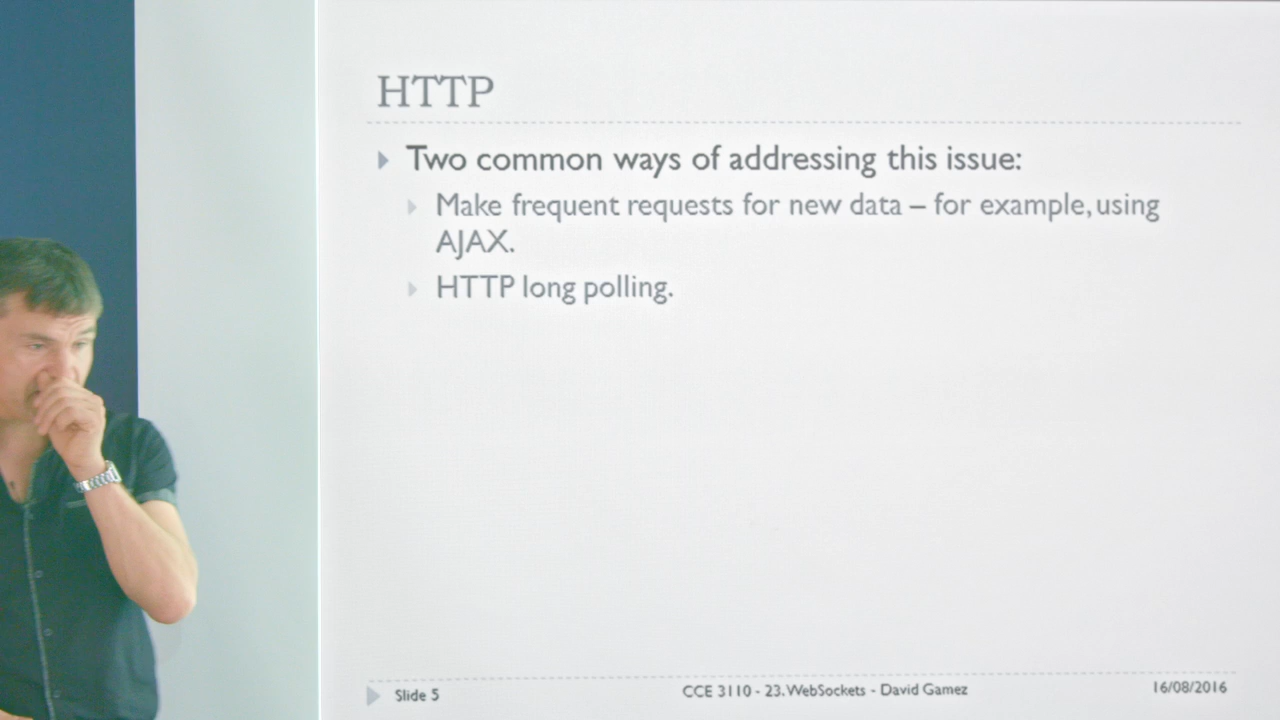 HTTP
Two common ways of addressing this issue:
Make frequent requests for new data – for example, using
AJAX.
HTTP long polling.
Slide 5
CCE 3110 - 23. WebSockets - David Gamez
16/08/2016